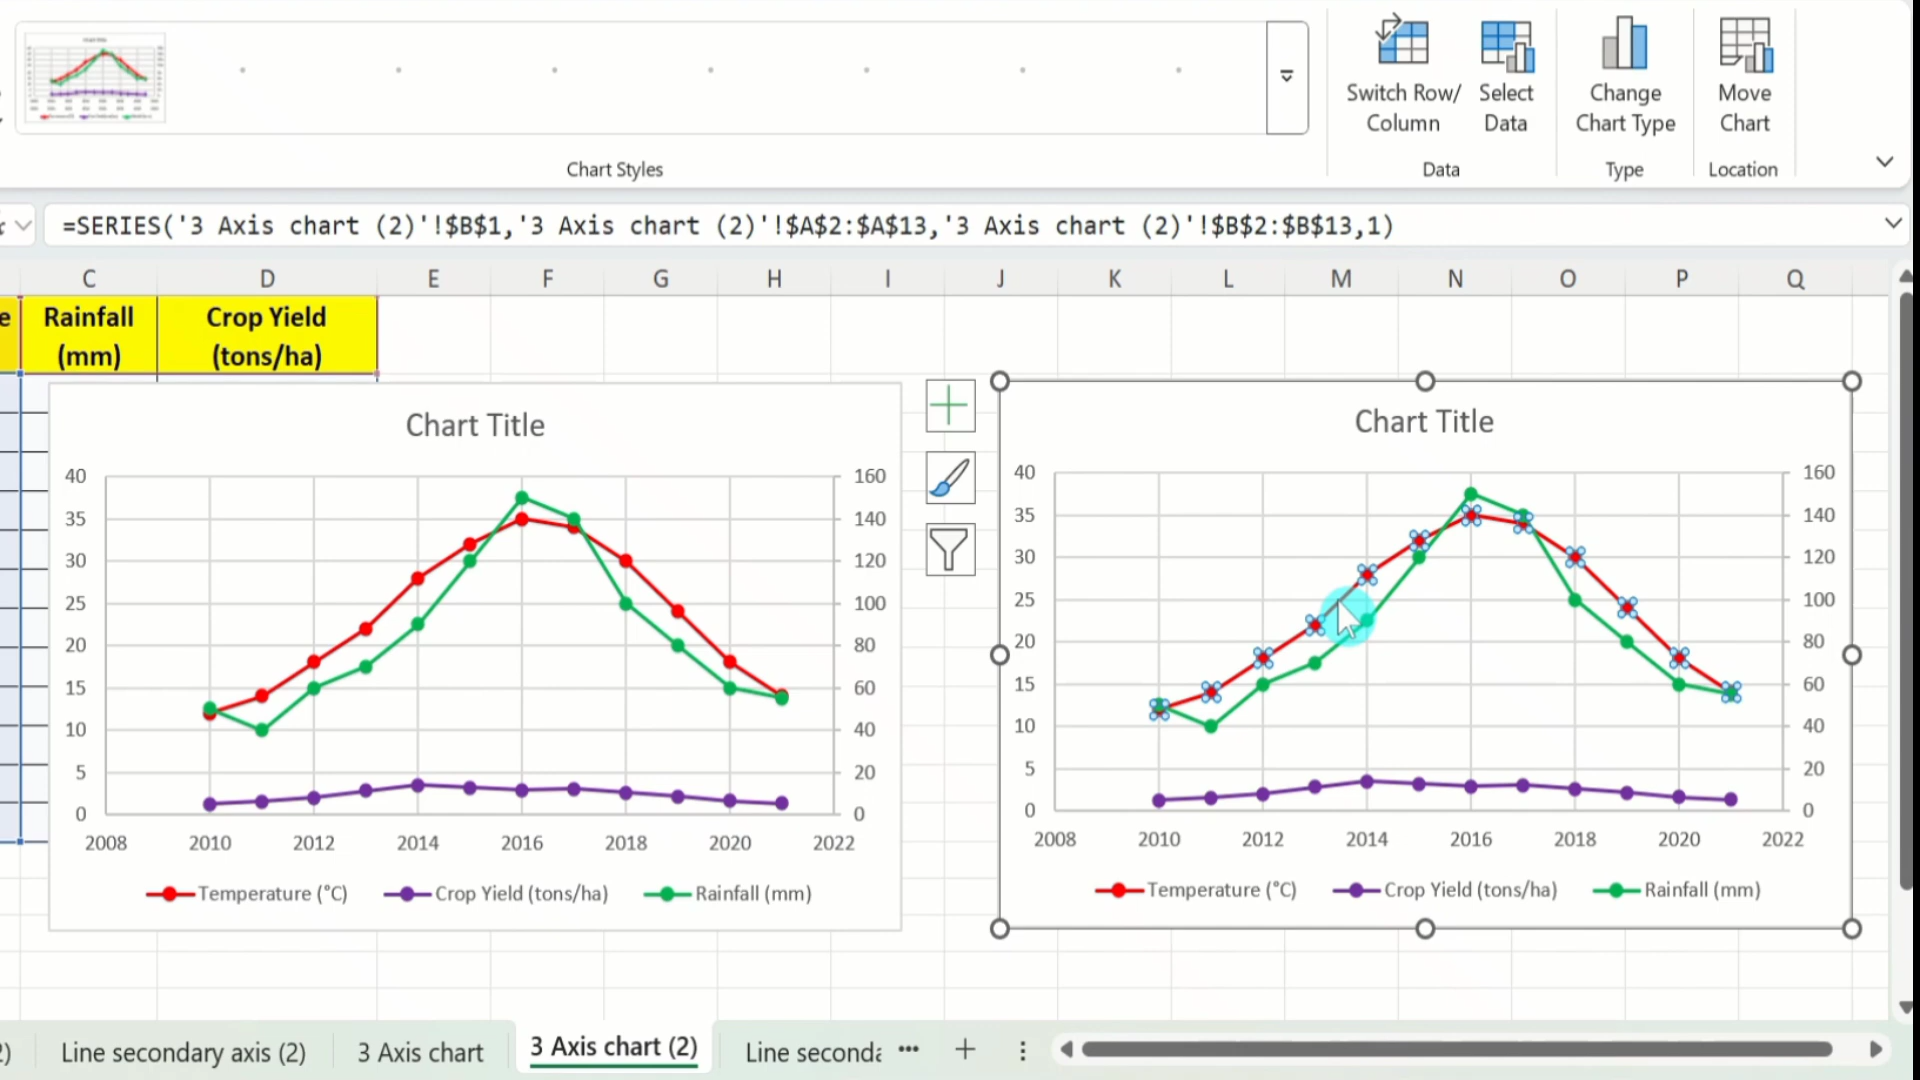 Switch Row/
Column
Select
Data
Change
Chart Type
Move
Chart
Chart Styles
Data
Type
Location
=SERIES('3 Axis chart (2)'!$B$1,'3 Axis chart (2)'!$A$2:$A$13,'3 Axis chart (2)'!$B$2:$B$13,1)
C D E F G H I J K L M N O P Q
e
Rainfall
(mm)
Crop Yield
(tons/ha)
Chart Title
40
35
30
25
20
15
10
5
0
160
140
120
100
80
60
40
20
0
2008 2010 2012 2014 2016 2018 2020 2022
Temperature (°C) Crop Yield (tons/ha) Rainfall (mm)
Chart Title
40
35
30
25
20
15
10
5
0
160
140
120
100
80
60
40
20
0
2008 2010 2012 2014 2016 2018 2020 2022
Temperature (°C) Crop Yield (tons/ha) Rainfall (mm)
2) Line secondary axis (2) 3 Axis chart 3 Axis chart (2) Line seconda ...